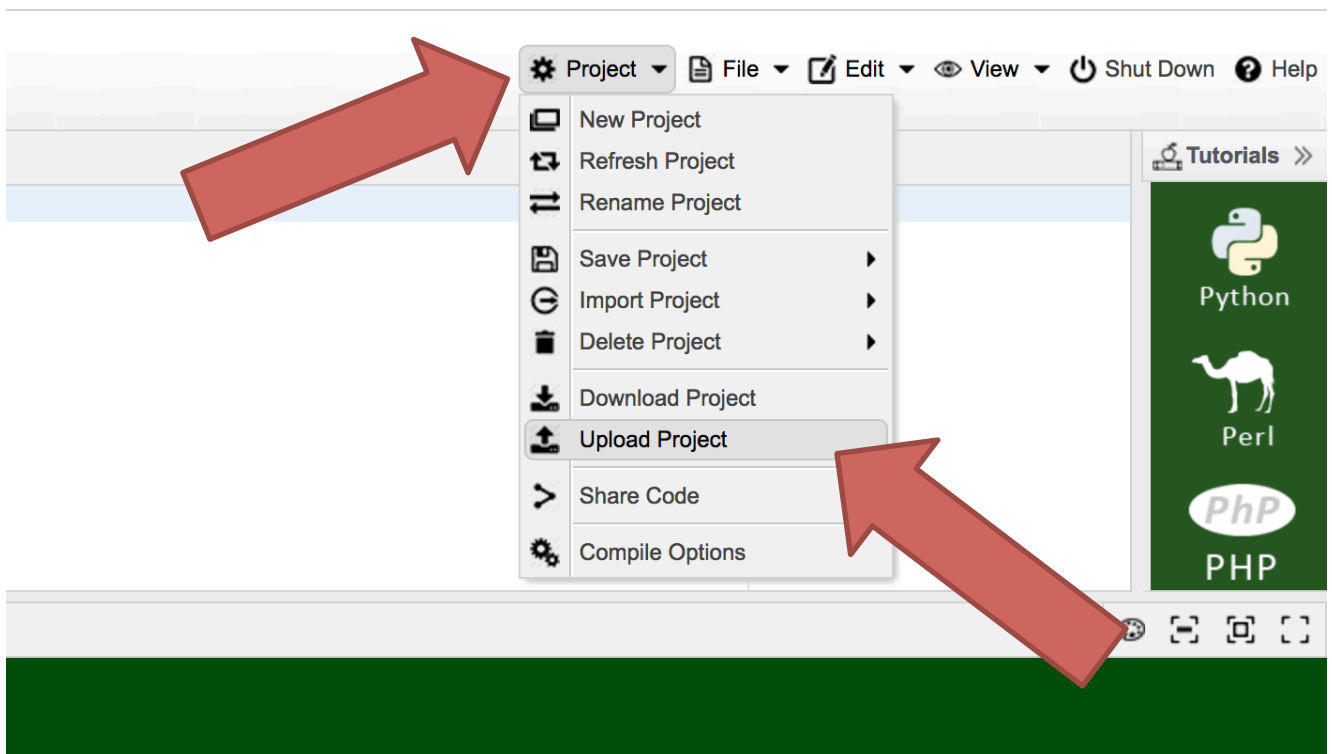 Project File Edit View Shut Down Help
New Project
Refresh Project
Rename Project
Save Project
Import Project
Delete Project
Download Project
Upload Project
Share Code
Compile Options
Tutorials
Python
Perl
PhP
PHP